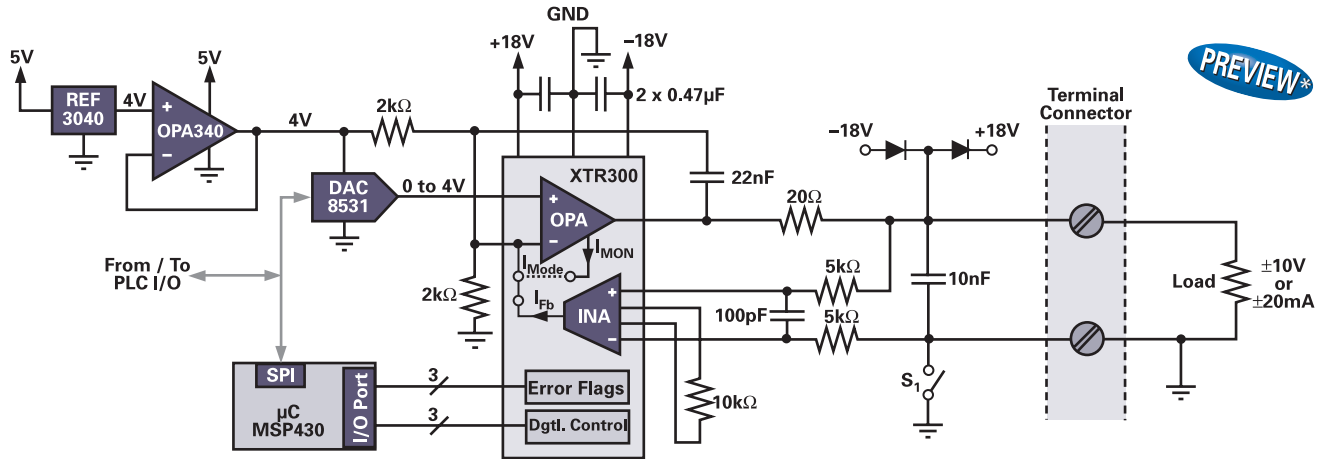 GND
+18V
−18V
PREVIEW*
5V
5V
REF
3040
4V
+
OPA340
−
4V
2kΩ
2 x 0.47µF
Terminal
Connector
−18V
+18V
XTR300
DAC
8531
0 to 4V
+
OPA
−
22nF
20Ω
IMON
IMode
From / To
PLC I/O
2kΩ
IFb
INA
+
−
5kΩ
100pF
5kΩ
10nF
Load
±10V
or
±20mA
SPI
µC
MSP430
I/O Port
3
3
Error Flags
Dgtl. Control
10kΩ
S1